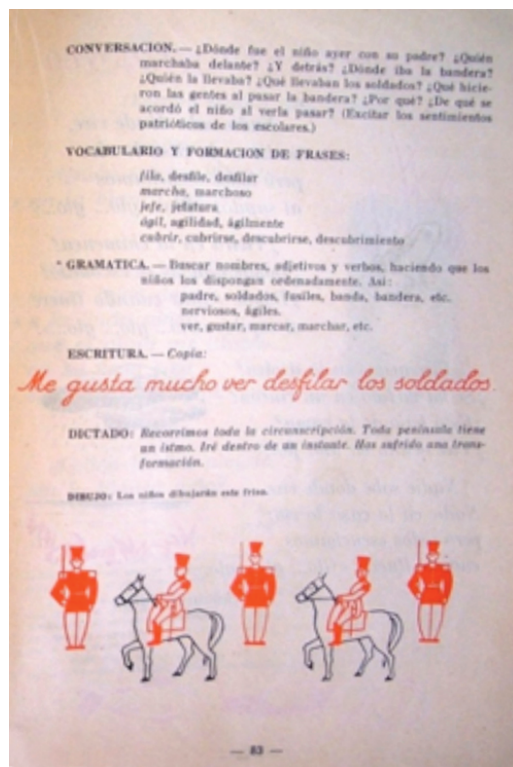 CONVERSACION. — ¿Dónde fue el niño ayer con su padre? ¿Quién
marchaba delante? ¿Y detrás? ¿Dónde iba la bandera?
¿Quién la llevaba? ¿Qué llevaban los soldados? ¿Qué hicie-
ron las gentes al pasar la bandera? ¿Por qué? ¿De qué se
acordó el niño al verla pasar? (Excitar los sentimientos
patrióticos de los escolares.)
VOCABULARIO Y FORMACION DE FRASES:
fila, desfile, desfilar
marcha, marchoso
jefe, jefatura
ágil, agilidad, ágilmente
cubrir, cubrirse, descubrirse, descubrimiento
* GRAMATICA. — Buscar nombres, adjetivos y verbos, haciendo que los
niños los dispongan ordenadamente. Así:
padre, soldados, fusiles, banda, bandera, etc.
nerviosos, ágiles.
ver, gustar, marcar, marchar, etc.
ESCRITURA. — Copia:
Me gusta mucho ver desfilar los soldados.
DICTADO: Recorrimos toda la circunscripción. Toda península tiene
un istmo. Iré dentro de un instante. Has sufrido una trans-
formación.
DIBUJO: Los niños dibujarán este friso.
— 83 —